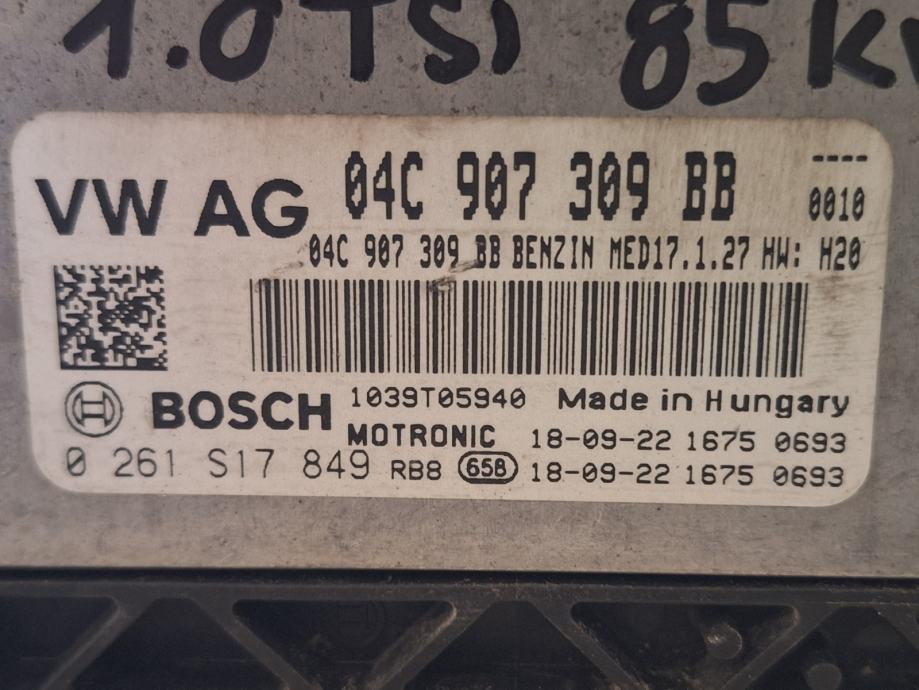 1.0 TSI 85 k
VW AG 04C 907 309 BB ----
0010
04C 907 309 BB BENZIN MED17.1.27 HW: H20
BOSCH 1039T05940 Made in Hungary
MOTRONIC 18-09-22 1675 0693
0 261 S17 849 RB8 658 18-09-22 1675 0693